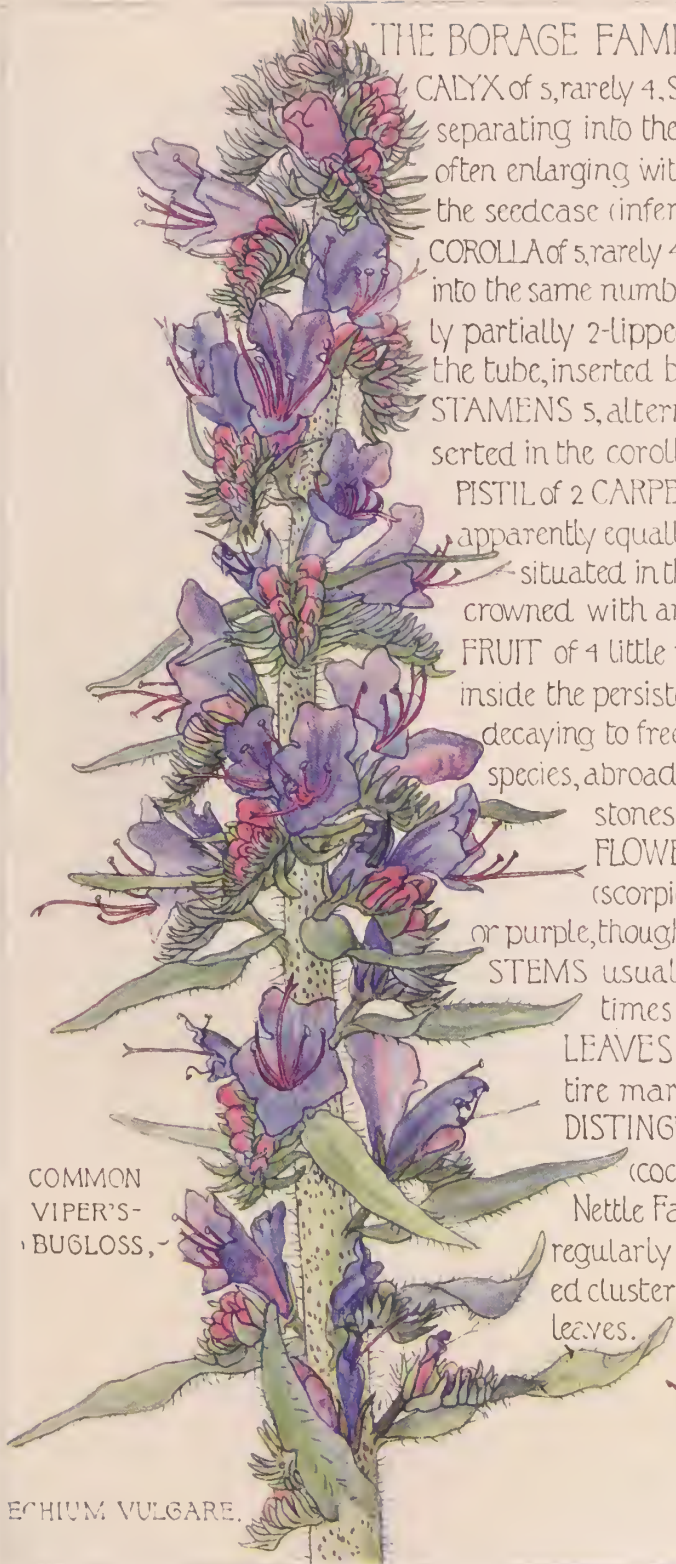 THE BORAGE FAMI
CALYX of 5, rarely 4, S
separating into the
often enlarging wit
the seedcase (infer
COROLLA of 5, rarely 4
into the same numb
ly partially 2-lippe
the tube, inserted b
STAMENS 5, altern
serted in the coroll
PISTIL of 2 CARPE
apparently equall
situated in th
crowned with an
FRUIT of 4 little
inside the persiste
decaying to free
species, abroad
stones
FLOWE
(scorpi
or purple, though
STEMS usual
times
LEAVES
tire mar
DISTING
(coc
Nettle Fa
regularly
ed cluster
leaves.
COMMON
VIPER'S-
BUGLOSS,
ECHIUM VULGARE.